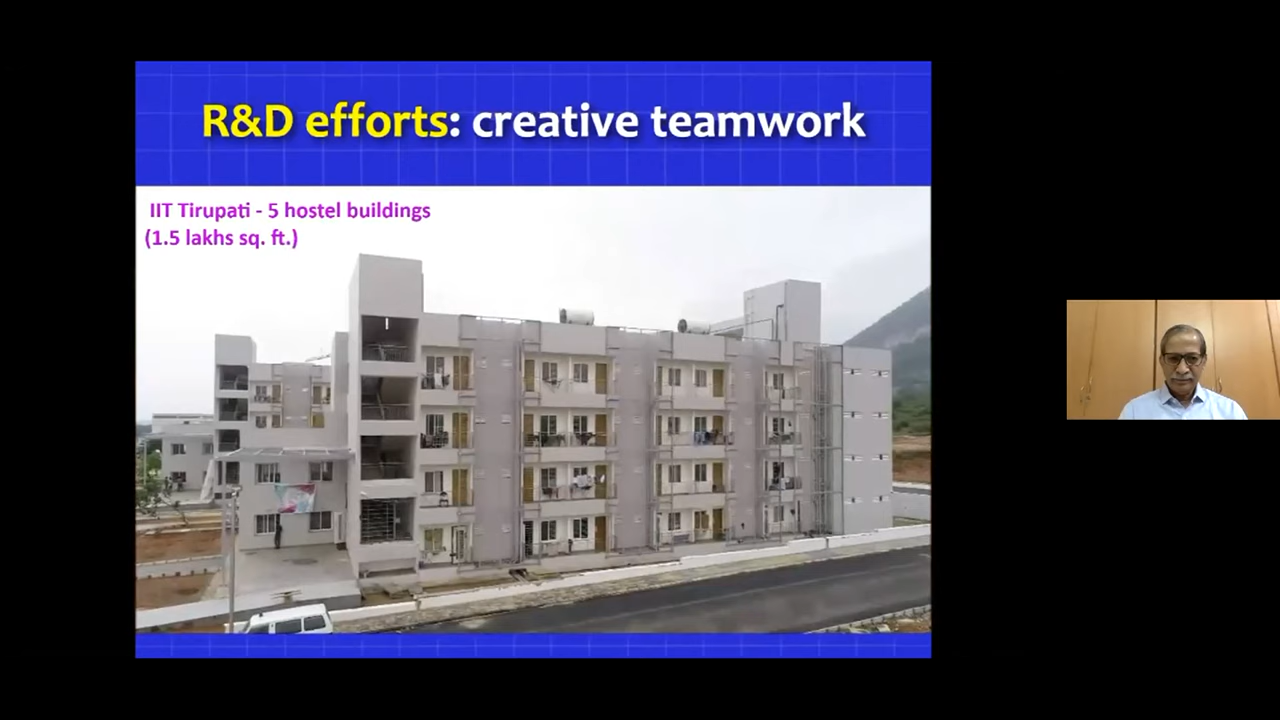 R&D efforts: creative teamwork
IIT Tirupati - 5 hostel buildings
(1.5 lakhs sq. ft.)